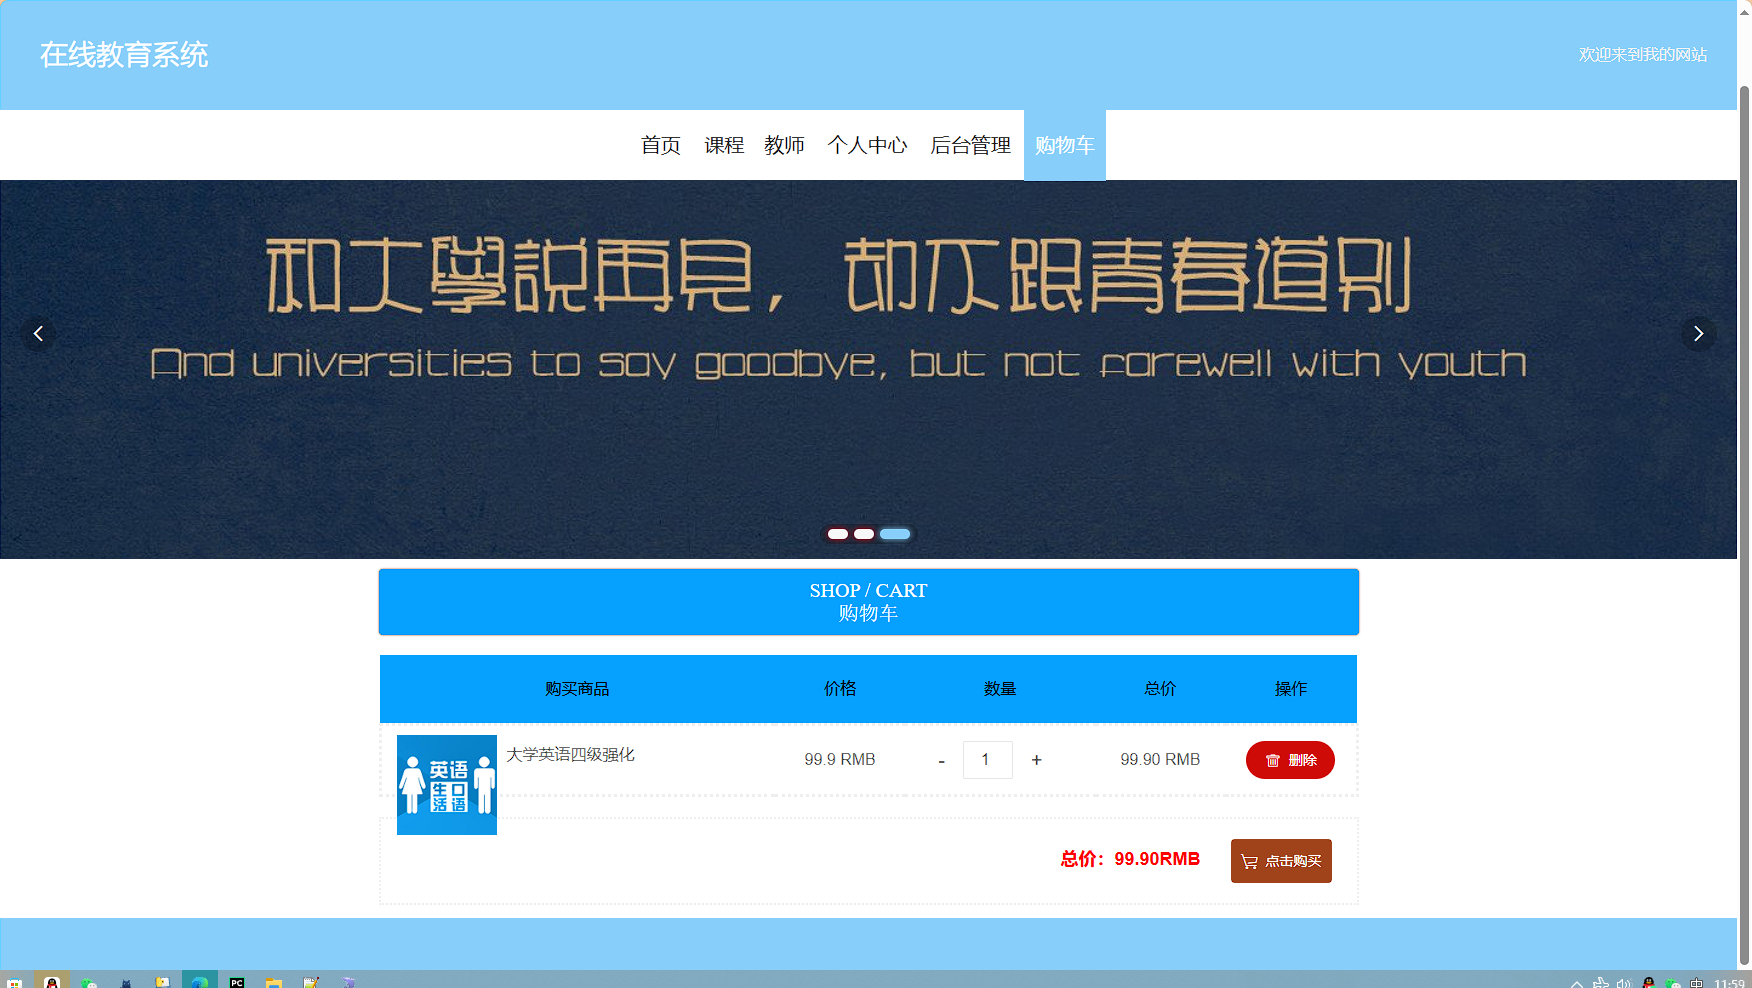 在线教育系统
欢迎来到我的网站
首页 课程 教师 个人中心 后台管理 购物车
和大學説再見，却不跟青春道别
And universities to say goodbye, but not farewell with youth
SHOP / CART
购物车
购买商品 价格 数量 总价 操作
大学英语四级强化 99.9 RMB - 1 + 99.90 RMB 删除
英语
生口
活语
总价：99.90RMB 点击购买
PC 中 11:59